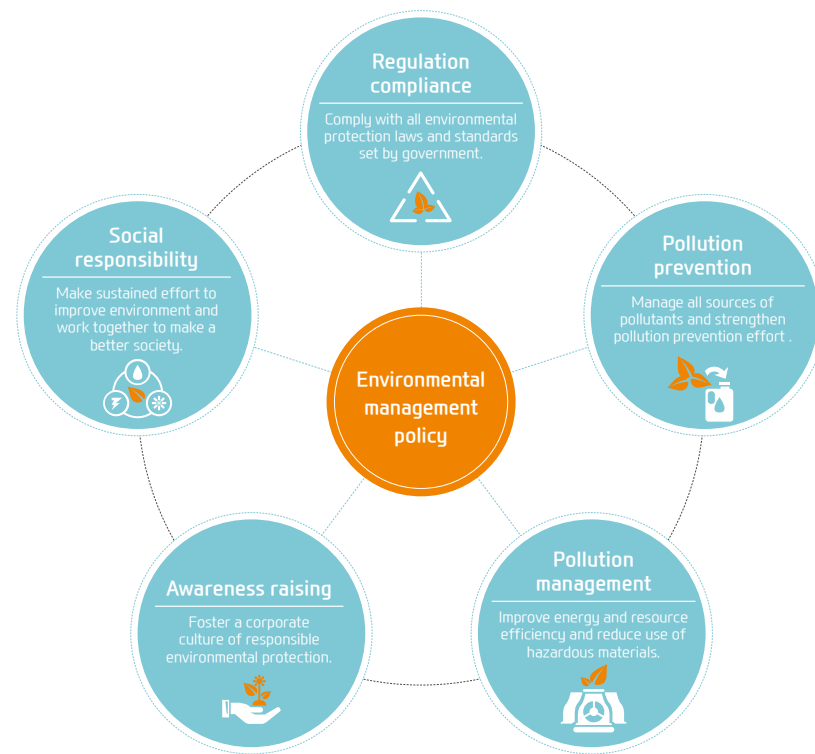 Regulation
compliance
Comply with all environmental
protection laws and standards
set by government.
Pollution
prevention
Manage all sources of
pollutants and strengthen
pollution prevention effort .
Pollution
management
Improve energy and resource
efficiency and reduce use of
hazardous materials.
Awareness raising
Foster a corporate
culture of responsible
environmental protection.
Social
responsibility
Make sustained effort to
improve environment and
work together to make a
better society.
Environmental
management
policy